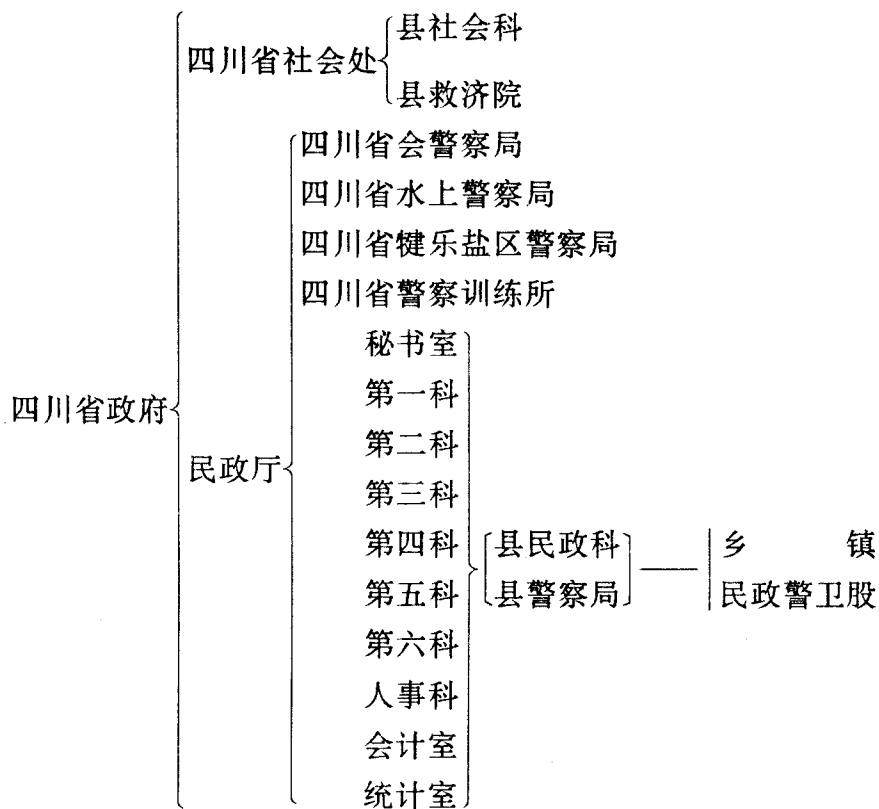 四川省政府
四川省社会处
县社会科
县救济院
民政厅
四川省会警察局
四川省水上警察局
四川省犍乐盐区警察局
四川省警察训练所
秘书室
第一科
第二科
第三科
第四科
第五科
第六科
人事科
会计室
统计室
县民政科
县警察局
乡 镇
民政警卫股